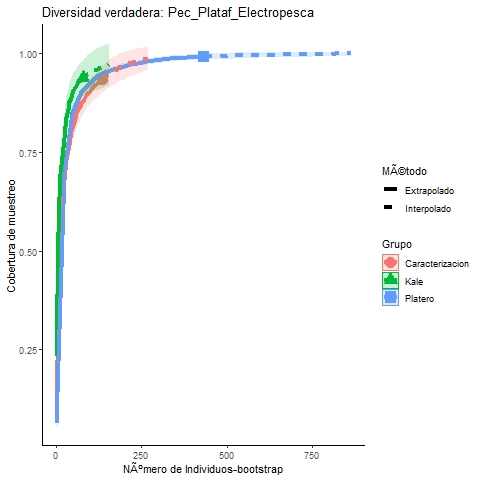 Diversidad verdadera: Pec_Plataf_Electropesca
1.00
0.75
0.50
0.25
Cobertura de muestreo
0
250
500
750
NÃºmero de Individuos-bootstrap
MÃ©todo
Extrapolado
Interpolado
Grupo
Caracterizacion
Kale
Platero